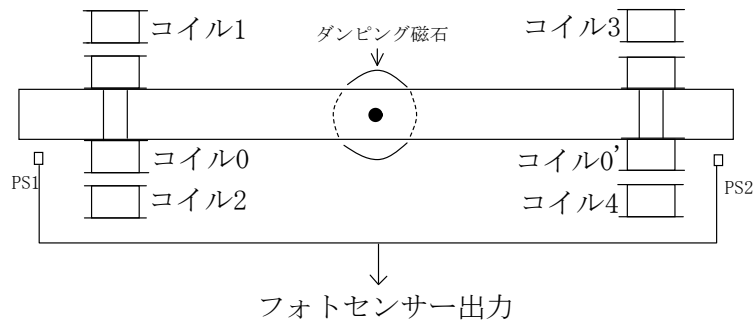 コイル1
コイル3
ダンピング磁石
コイル0
コイル0'
PS1
PS2
コイル2
コイル4
フォトセンサー出力